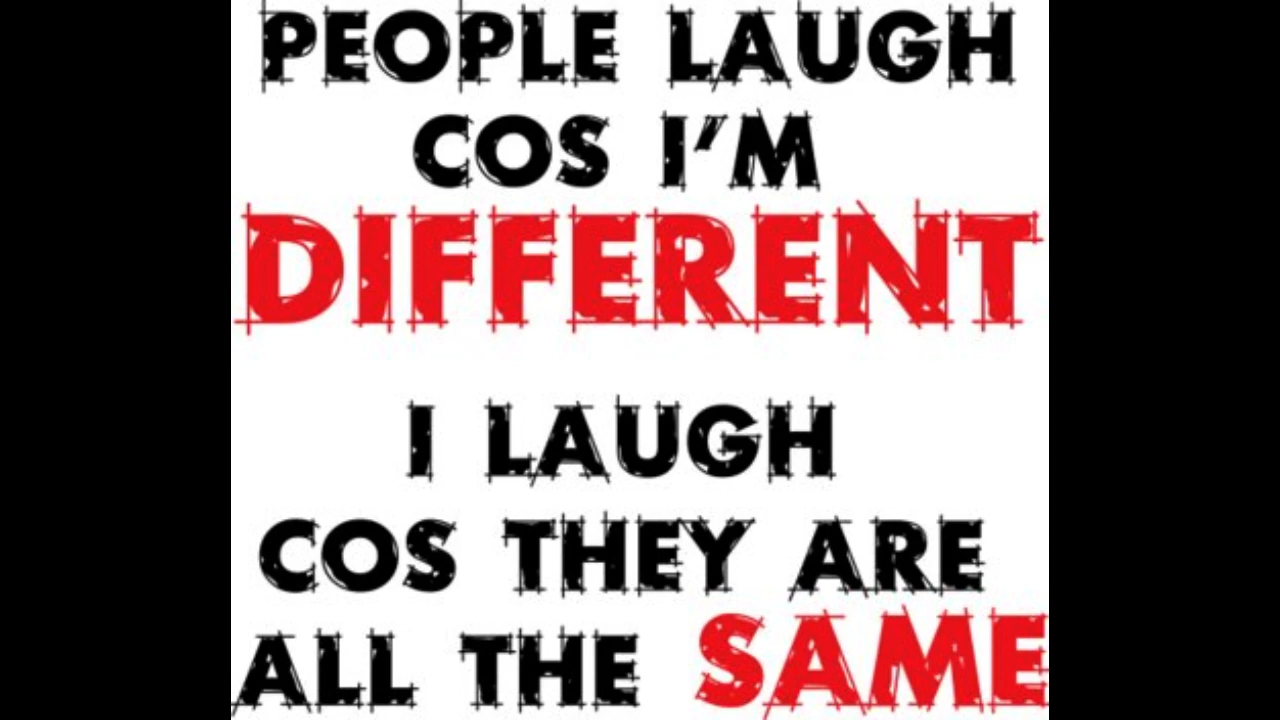 PEOPLE LAUGH
COS I'M
DIFFERENT
I LAUGH
COS THEY ARE
ALL THE SAME